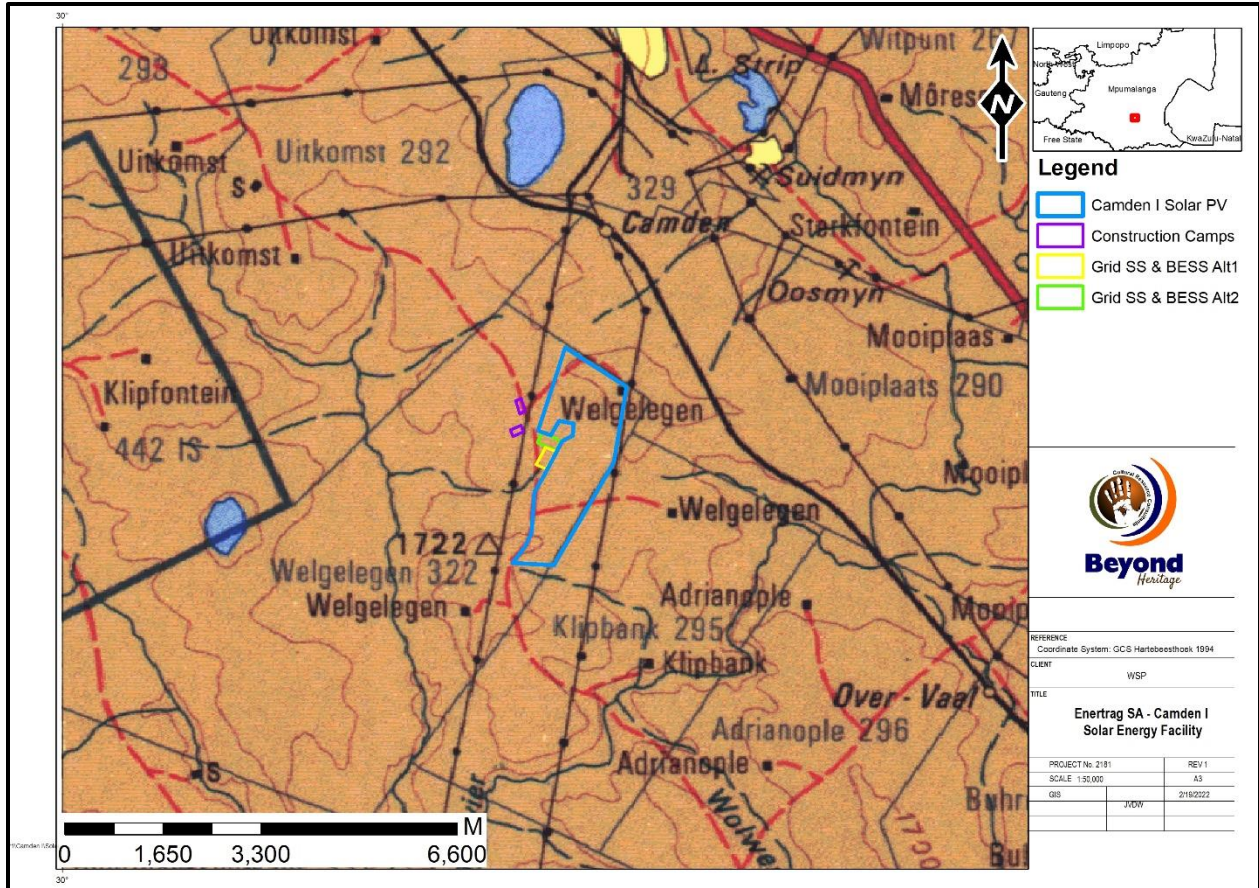 30°
Uitkomst
298
Witpunt 267
L. Strip
Uitkomst
Uitkomst 292
329
Suidmyn
S
Camden
Sterkfontein
Uitkomst
Oosmyn
Mooiplaas
Klipfontein
Mooiplaats 290
Welgelegen
442 IS
Welgelegen
1722
Welgelegen 322
Welgelegen
Adrianople
Klipbank 295
Klipbank
Over-Vaal
Adrianople 296
Adrianople
S
M
0 1,650 3,300 6,600
30°
N
Limpopo
North West
Mpumalanga
Gauteng
Free State
KwaZulu-Natal
Legend
Camden I Solar PV
Construction Camps
Grid SS & BESS Alt1
Grid SS & BESS Alt2
Beyond
Heritage
REFERENCE
Coordinate System: GCS Hartebeesthoek 1994
CLIENT
WSP
TITLE
Enertrag SA - Camden I
Solar Energy Facility
PROJECT No. 2181 REV 1
SCALE 1:50,000 A3
GIS JVDW 2/19/2022